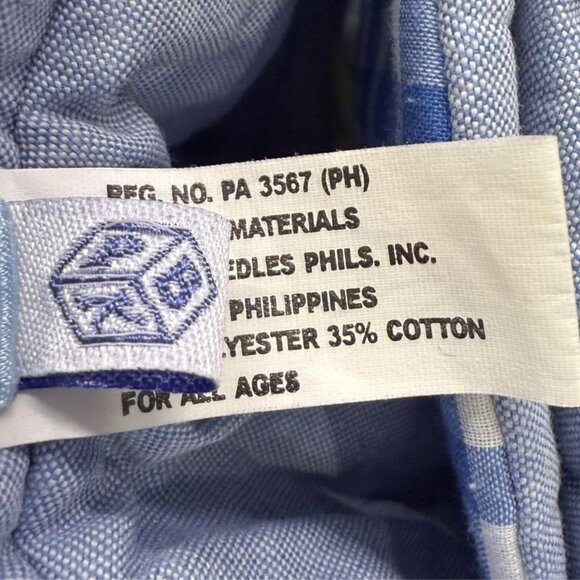 REG. NO. PA 3567 (PH)
MATERIALS
EDLES PHILS. INC.
PHILIPPINES
YESTER 35% COTTON
FOR ALL AGES